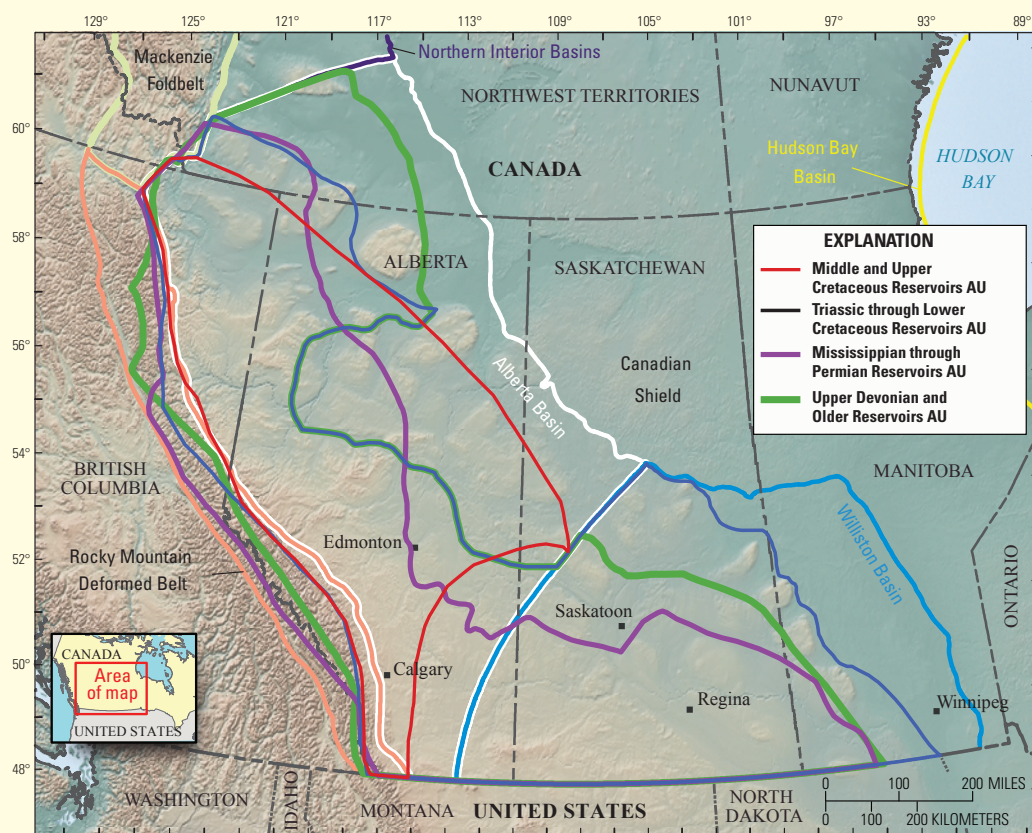 129°
125°
121°
117°
113°
109°
105°
101°
97°
93°
89°
Mackenzie
Foldbelt
Northern Interior Basins
NORTHWEST TERRITORIES
NUNAVUT
60°
CANADA
Hudson Bay
Basin
HUDSON
BAY
58°
ALBERTA
SASKATCHEWAN
EXPLANATION
Middle and Upper
Cretaceous Reservoirs AU
Triassic through Lower
Cretaceous Reservoirs AU
Mississippian through
Permian Reservoirs AU
Upper Devonian and
Older Reservoirs AU
56°
Alberta Basin
Canadian
Shield
54°
BRITISH
COLUMBIA
MANITOBA
Williston Basin
52°
Edmonton
Rocky Mountain
Deformed Belt
Saskatoon
ONTARIO
50°
CANADA
Area
of map
UNITED STATES
Calgary
Regina
Winnipeg
48°
WASHINGTON
IDAHO
MONTANA
UNITED STATES
NORTH
DAKOTA
0 100 200 MILES
0 100 200 KILOMETERS